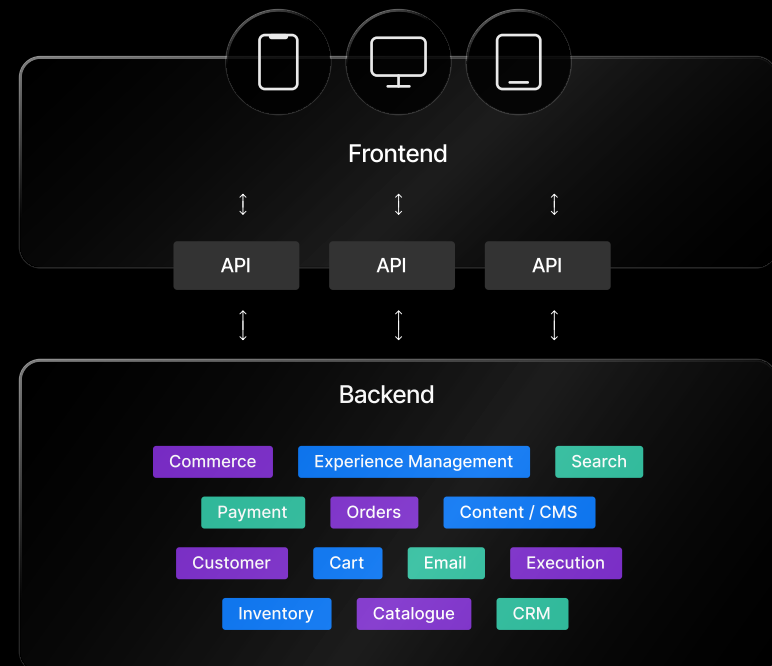 Frontend
API API API
Backend
Commerce Experience Management Search
Payment Orders Content / CMS
Customer Cart Email Execution
Inventory Catalogue CRM